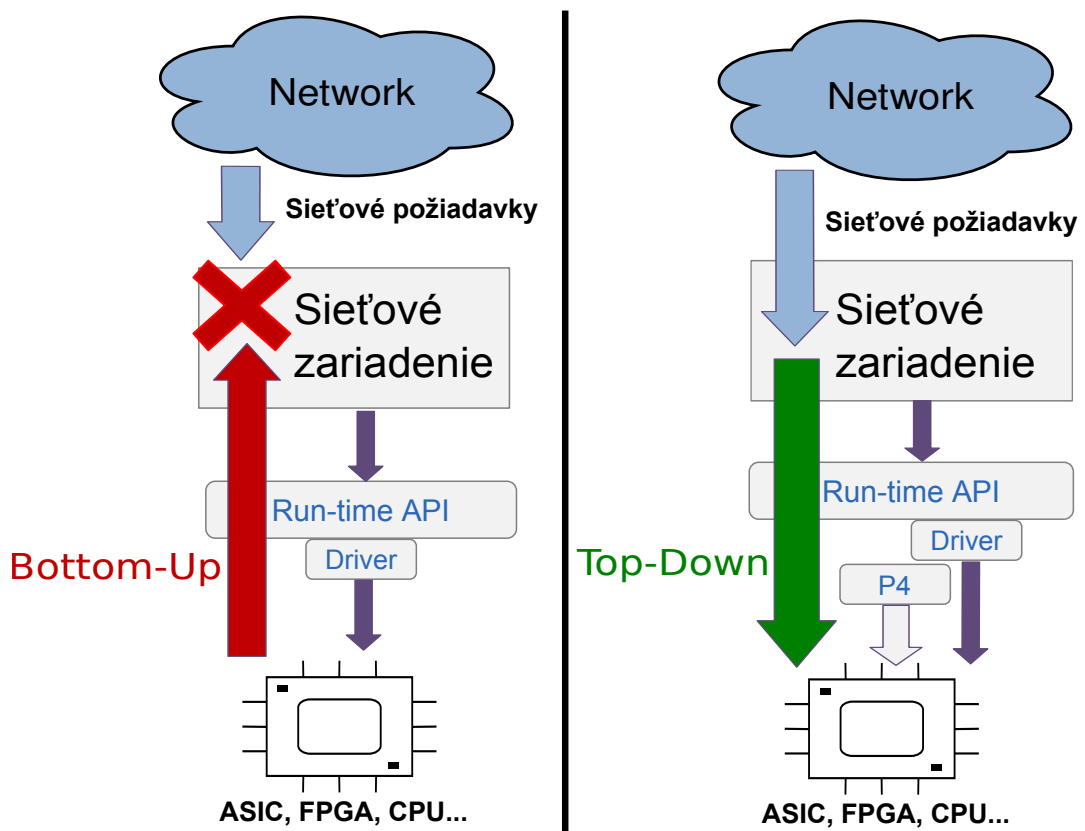 Network
Sieťové požiadavky
Sieťové
zariadenie
Run-time API
Driver
Bottom-Up
ASIC, FPGA, CPU...
Network
Sieťové požiadavky
Sieťové
zariadenie
Run-time API
Driver
Top-Down
P4
ASIC, FPGA, CPU...